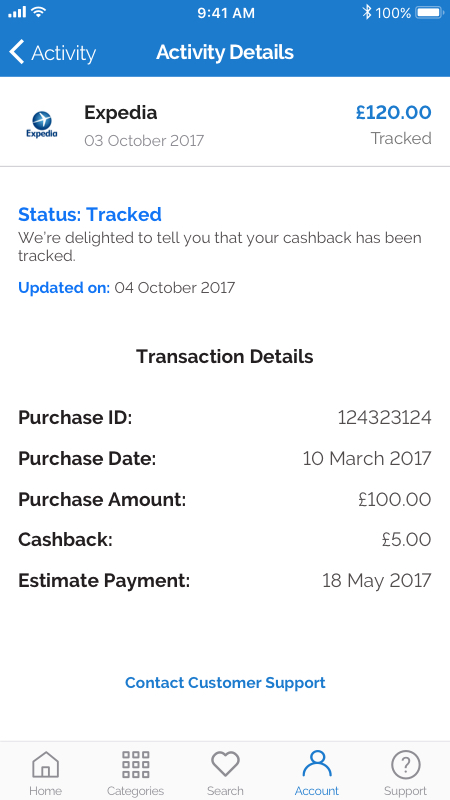 9:41 AM
100%
Activity
Activity Details
Expedia
Expedia
£120.00
03 October 2017
Tracked
Status: Tracked
We're delighted to tell you that your cashback has been
tracked.
Updated on: 04 October 2017
Transaction Details
Purchase ID: 124323124
Purchase Date: 10 March 2017
Purchase Amount: £100.00
Cashback: £5.00
Estimate Payment: 18 May 2017
Contact Customer Support
Home
Categories
Search
Account
Support